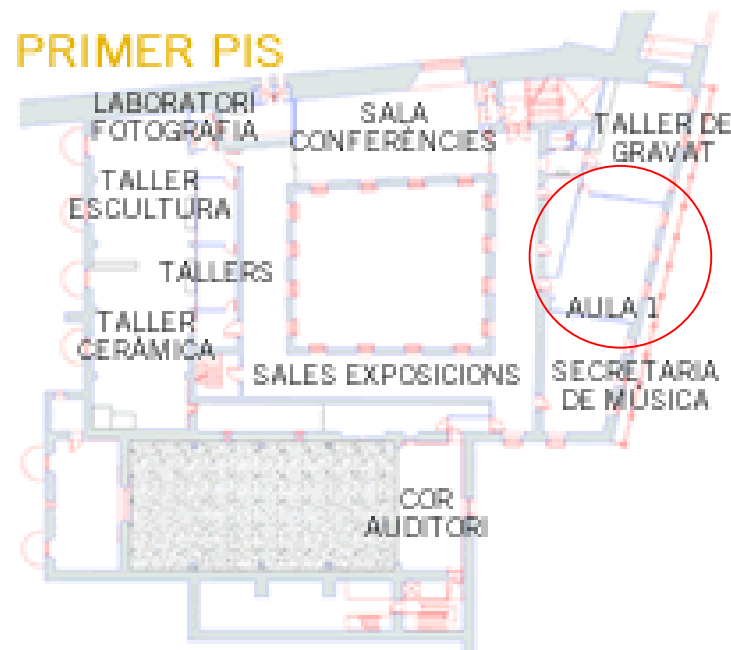 PRIMER PIS
LABORATORI
FOTOGRAFIA
SALA
CONFERÈNCIES
TALLER DE
GRAVAT
TALLER
ESCULTURA
TALLERS
TALLER
CERÀMICA
AULA 1
SALES EXPOSICIONS
SECRETARIA
DE MÚSICA
COR
AUDITORI